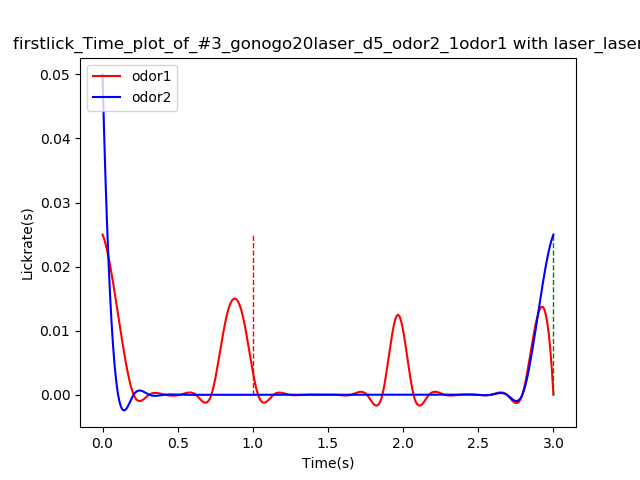 firstlick_Time_plot_of_#3_gonogo20laser_d5_odor2_1odor1 with laser_laser
odor1
odor2
0.05
0.04
0.03
0.02
0.01
0.00
Lickrate(s)
0.0 0.5 1.0 1.5 2.0 2.5 3.0
Time(s)